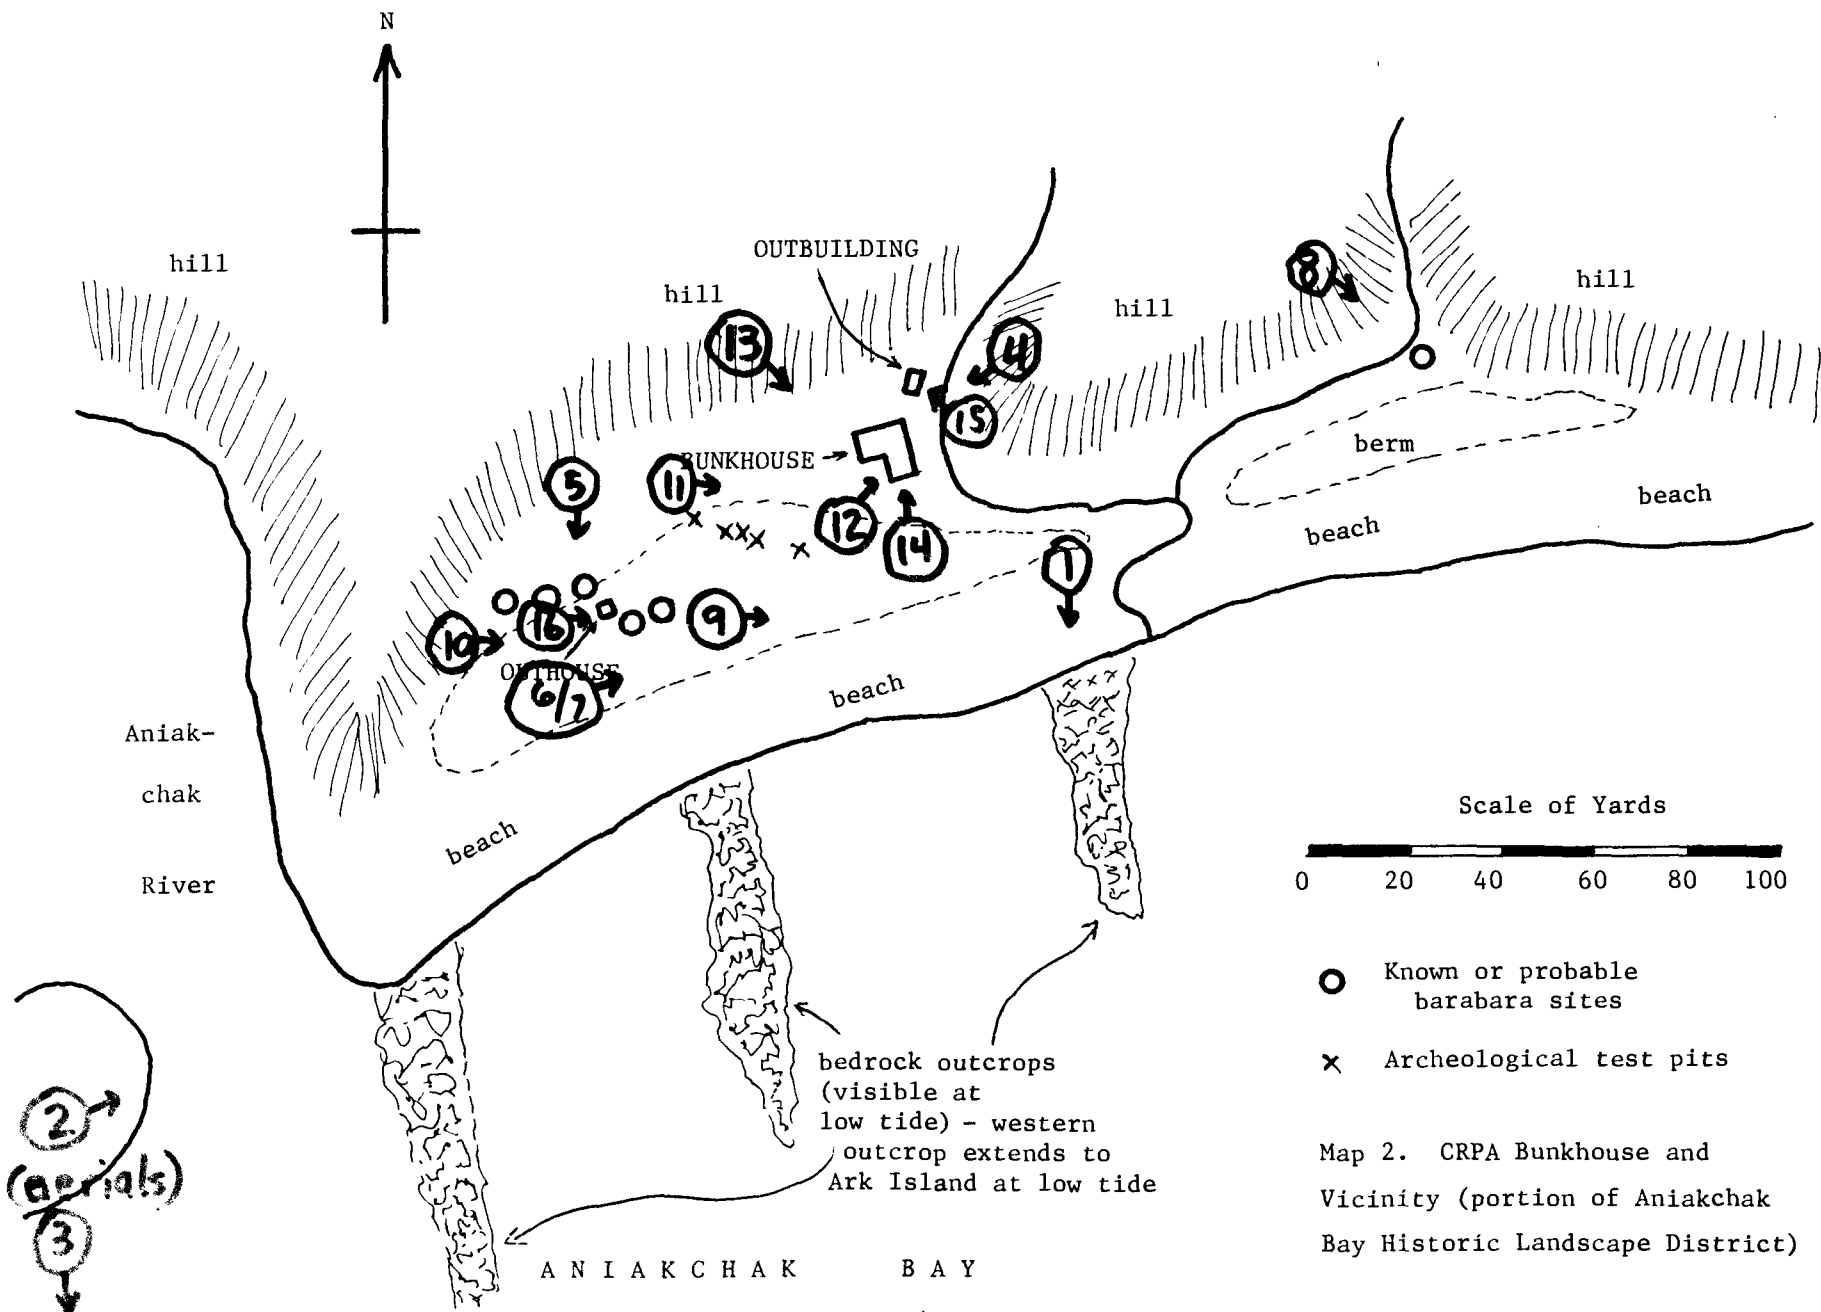 N
hill
OUTBUILDING
hill
hill
8
hill
13
4
15
BUNKHOUSE
5
11
12
14
berm
beach
beach
1
10
16
9
OUTHOUSE
6/7
beach
Aniak-
chak
River
beach
Scale of Yards
0 20 40 60 80 100
Known or probable
barabara sites
x Archeological test pits
bedrock outcrops
(visible at
low tide) - western
outcrop extends to
Ark Island at low tide
2
(aerials)
3
Map 2. CRPA Bunkhouse and
Vicinity (portion of Aniakchak
Bay Historic Landscape District)
ANIAKCHAK BAY